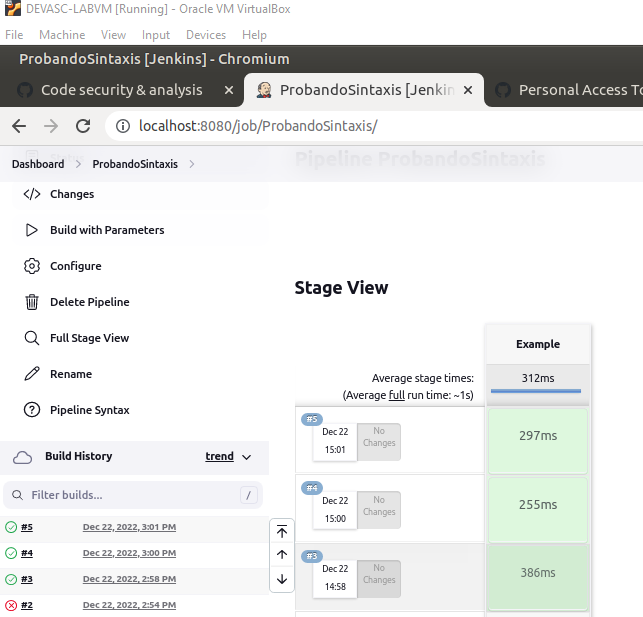 DEVASC-LABVM [Running] - Oracle VM VirtualBox
File Machine View Input Devices Help
ProbandoSintaxis [Jenkins] - Chromium
Code security & analysis × ProbandoSintaxis [Jenkin × Personal Access To
localhost:8080/job/ProbandoSintaxis/
Dashboard > ProbandoSintaxis >
Pipeline ProbandoSintaxis
Changes
Build with Parameters
Configure
Delete Pipeline
Full Stage View
Rename
Pipeline Syntax
Build History trend
Filter builds... /
#5 Dec 22, 2022, 3:01 PM
#4 Dec 22, 2022, 3:00 PM
#3 Dec 22, 2022, 2:58 PM
#2 Dec 22, 2022, 2:54 PM
Stage View
Example
Average stage times: 312ms
(Average full run time: ~1s)
#5
Dec 22 No
15:01 Changes
297ms
#4
Dec 22 No
15:00 Changes
255ms
#3
Dec 22 No
14:58 Changes
386ms